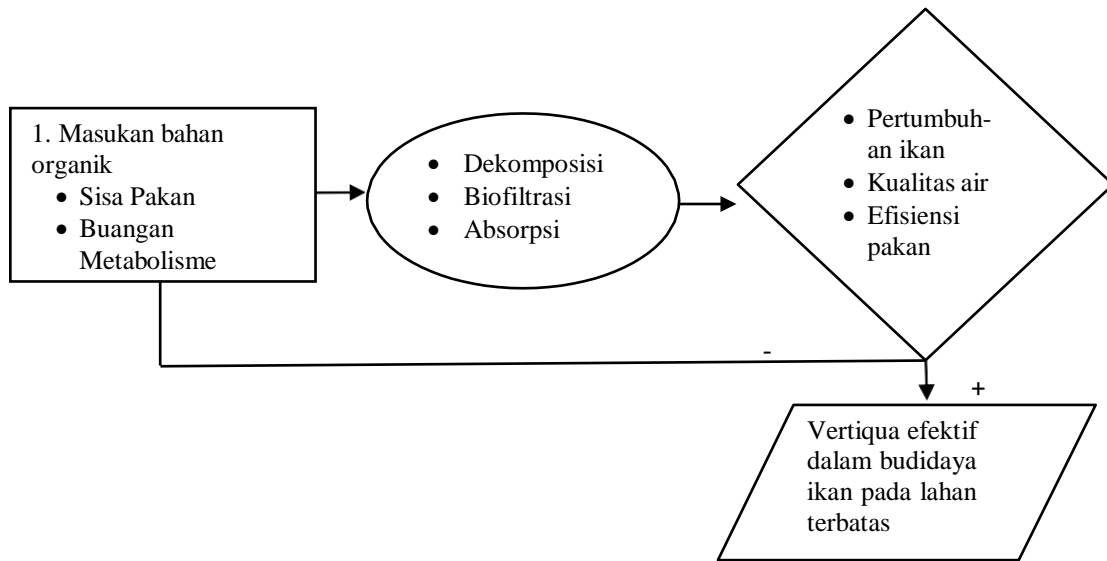 1. Masukan bahan
organik
• Sisa Pakan
• Buangan
Metabolisme
• Dekomposisi
• Biofiltrasi
• Absorpsi
• Pertumbuh-
an ikan
• Kualitas air
• Efisiensi
pakan
-
+
Vertiqua efektif
dalam budidaya
ikan pada lahan
terbatas